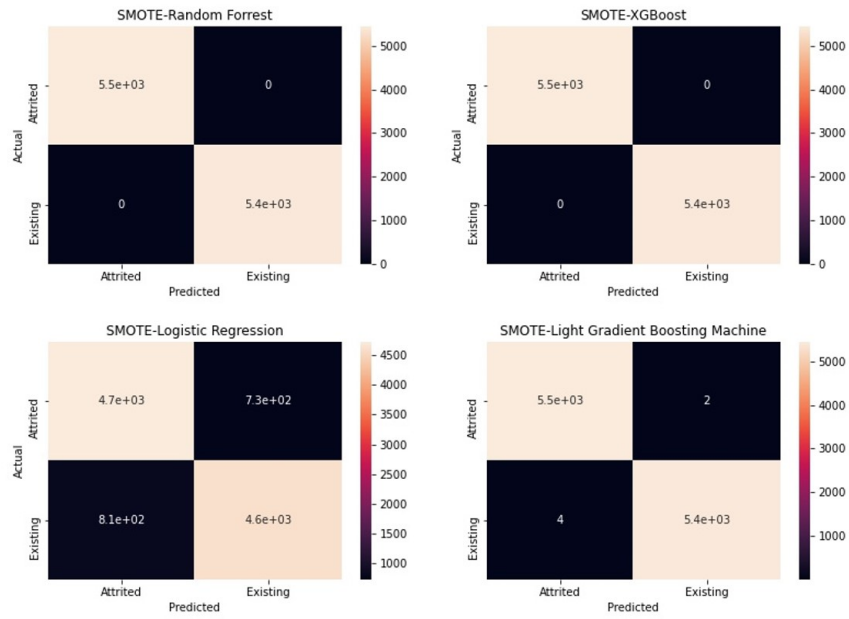 SMOTE-Random Forrest
Actual
Attrited
Existing
5.5e+03
0
0
5.4e+03
Attrited
Existing
Predicted
5000
4000
3000
2000
1000
0
SMOTE-XGBoost
Actual
Attrited
Existing
5.5e+03
0
0
5.4e+03
Attrited
Existing
Predicted
5000
4000
3000
2000
1000
0
SMOTE-Logistic Regression
Actual
Attrited
Existing
4.7e+03
7.3e+02
8.1e+02
4.6e+03
Attrited
Existing
Predicted
4500
4000
3500
3000
2500
2000
1500
1000
SMOTE-Light Gradient Boosting Machine
Actual
Attrited
Existing
5.5e+03
2
4
5.4e+03
Attrited
Existing
Predicted
5000
4000
3000
2000
1000